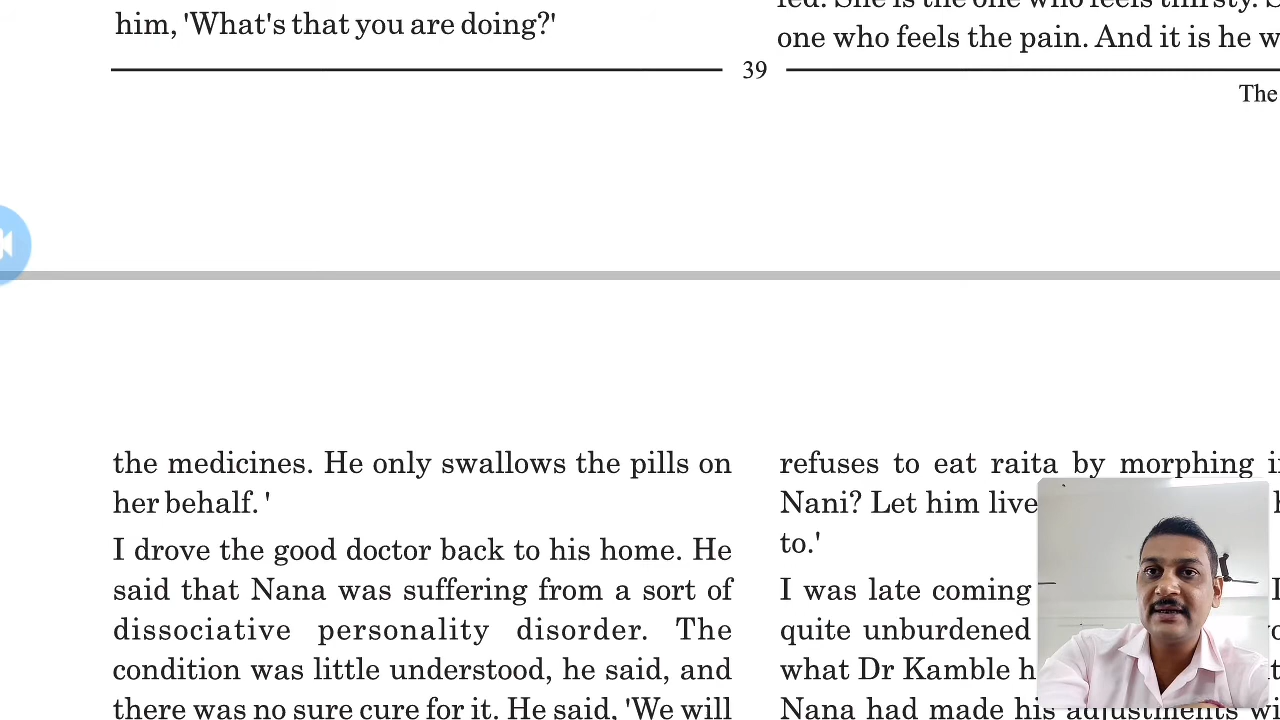 him, 'What's that you are doing?'
one who feels the pain. And it is he
39
The
the medicines. He only swallows the pills on
her behalf. '
I drove the good doctor back to his home. He
said that Nana was suffering from a sort of
dissociative personality disorder. The
condition was little understood, he said, and
there was no sure cure for it. He said, 'We will
refuses to eat raita by morphing
Nani? Let him live
to.'
I was late coming
quite unburdened
what Dr Kamble
Nana had made his adjustments